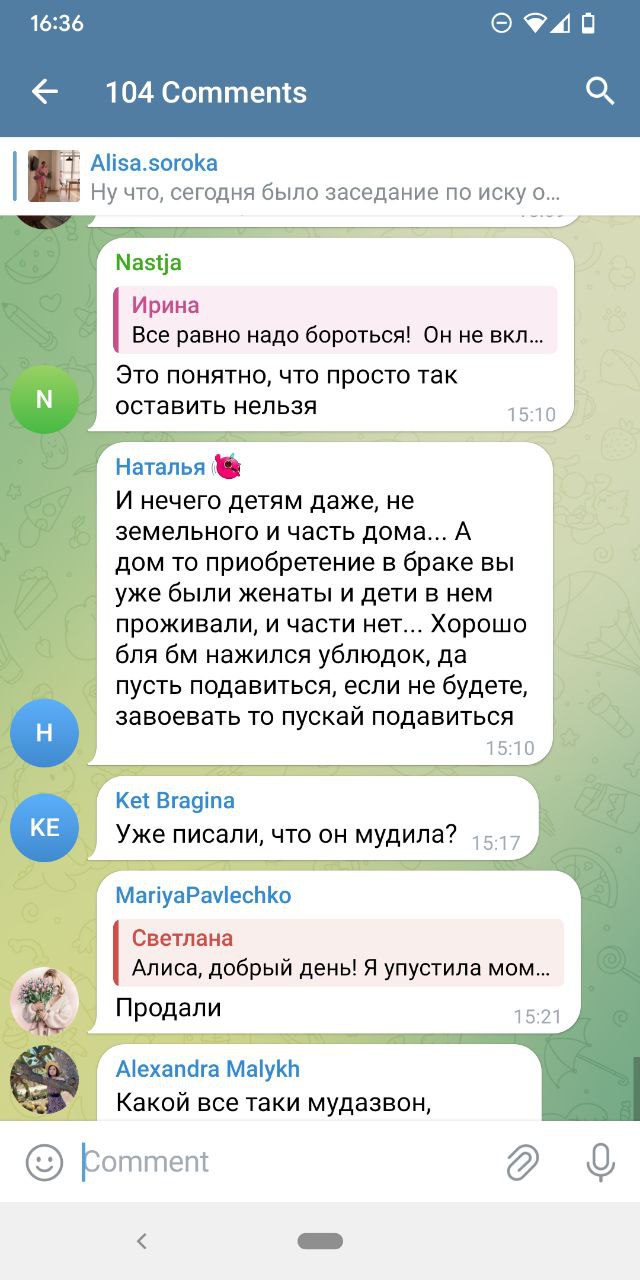 16:36
104 Comments
Alisa.soroka
Ну что, сегодня было заседание по иску о...
Nastja
Ирина
Все равно надо бороться! Он не вкл...
Это понятно, что просто так
оставить нельзя
15:10
N
Наталья
И нечего детям даже, не
земельного и часть дома... А
дом то приобретение в браке вы
уже были женаты и дети в нем
проживали, и части нет... Хорошо
бля бм нажился ублюдок, да
пусть подавиться, если не будете,
завоевать то пускай подавиться
15:10
Н
Ket Bragina
Уже писали, что он мудила?
15:17
KE
MariyaPavlechko
Светлана
Алиса, добрый день! Я упустила мом...
Продали
15:21
Alexandra Malykh
Какой все таки мудазвон,
Comment